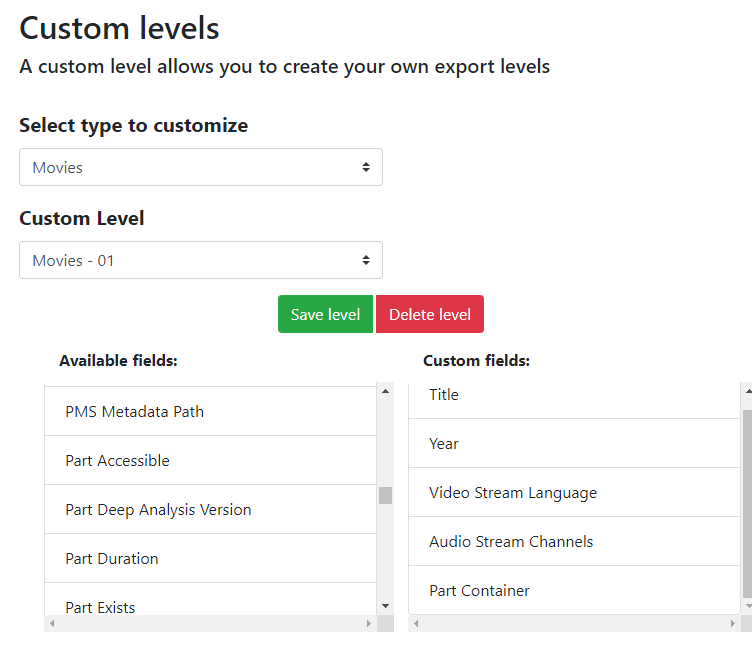 Custom levels
A custom level allows you to create your own export levels
Select type to customize
Movies
Custom Level
Movies - 01
Save level
Delete level
Available fields:
PMS Metadata Path
Part Accessible
Part Deep Analysis Version
Part Duration
Part Exists
Custom fields:
Title
Year
Video Stream Language
Audio Stream Channels
Part Container